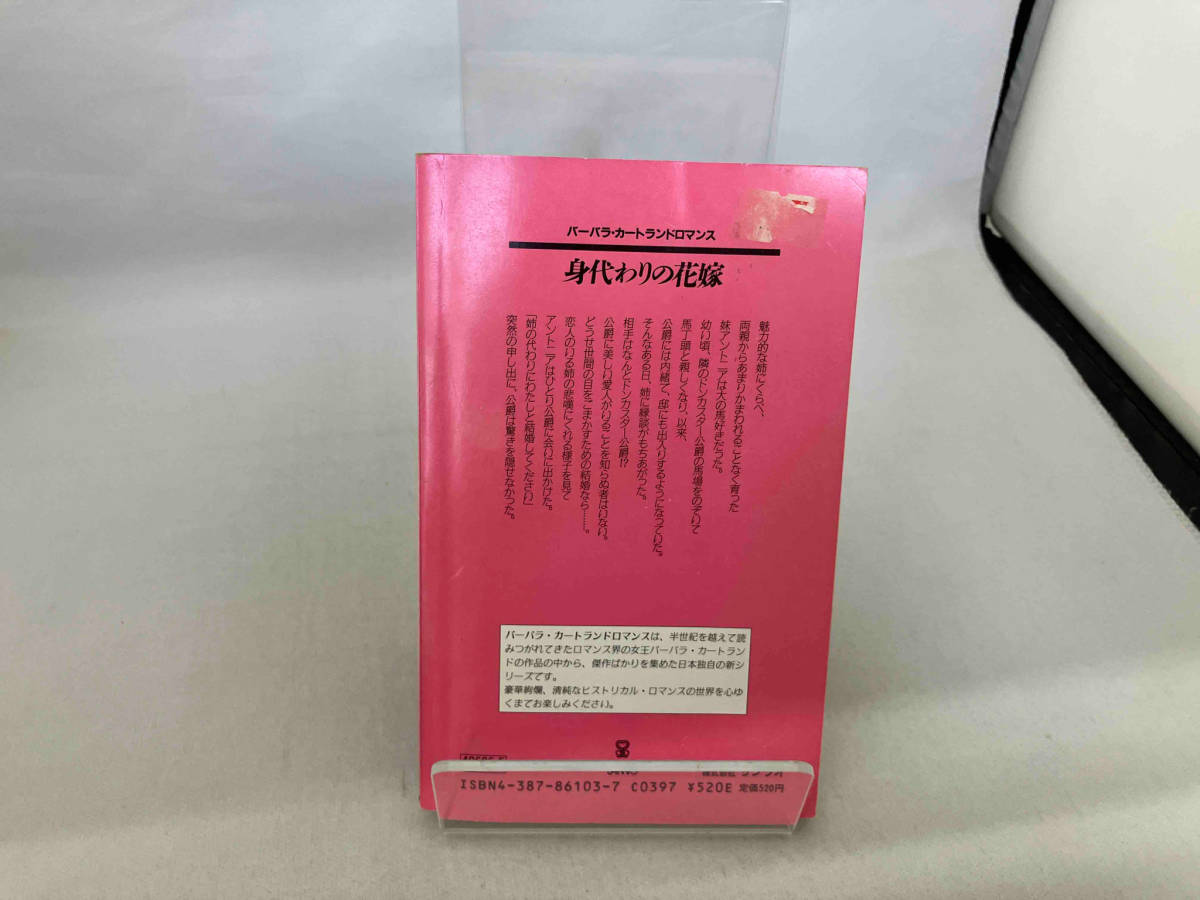 バーバラ・カートランドロマンス
身代わりの花嫁
魅力的な姉にくらべ、
両親からあまりかまわれることなく育った
妹アントニアは大の馬好きだった。
幼い頃、隣のドンカスター公爵の馬場をのぞいて
馬丁頭と親しくなり、以来、
公爵には内緒で、邸にも出入りするようになっていた。
そんなある日、姉に縁談がもちあがった。
相手はなんとドンカスター公爵!?
公爵に美しい愛人がいることを知らぬ者はいない。
どうせ世間の目をごまかすための結婚なら……。
恋人のいる姉の悲嘆にくれる様子を見て
アントニアはひとり公爵に会いに出かけた。
「姉の代わりにわたしと結婚してください」
突然の申し出に、公爵は驚きを隠せなかった。
バーバラ・カートランドロマンスは、半世紀を越えて読
みつがれてきたロマンス界の女王バーバラ・カートラン
ドの作品の中から、傑作ばかりを集めた日本独自の新シ
リーズです。
豪華絢爛、清純なヒストリカル・ロマンスの世界を心ゆ
くまでお楽しみください。
株式会社 サンリオ
ISBN4-387-86103-7 C0397 ¥520E 定価520円